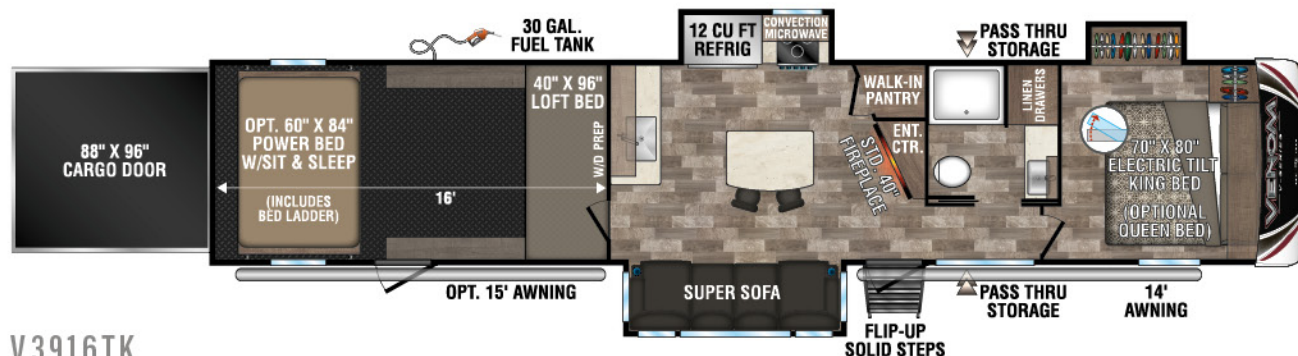 30 GAL.
FUEL TANK
12 CU FT
REFRIG
CONVECTION
MICROWAVE
PASS THRU
STORAGE
88" X 96"
CARGO DOOR
OPT. 60" X 84"
POWER BED
W/SIT & SLEEP
(INCLUDES
BED LADDER)
16'
40" X 96"
LOFT BED
W/D PREP
WALK-IN
PANTRY
ENT.
CTR.
STD. 40"
FIREPLACE
LINEN
DRAWERS
70" X 80"
ELECTRIC TILT
KING BED
(OPTIONAL
QUEEN BED)
VENOM
OPT. 15' AWNING
SUPER SOFA
FLIP-UP
SOLID STEPS
PASS THRU
STORAGE
14'
AWNING
V3916TK